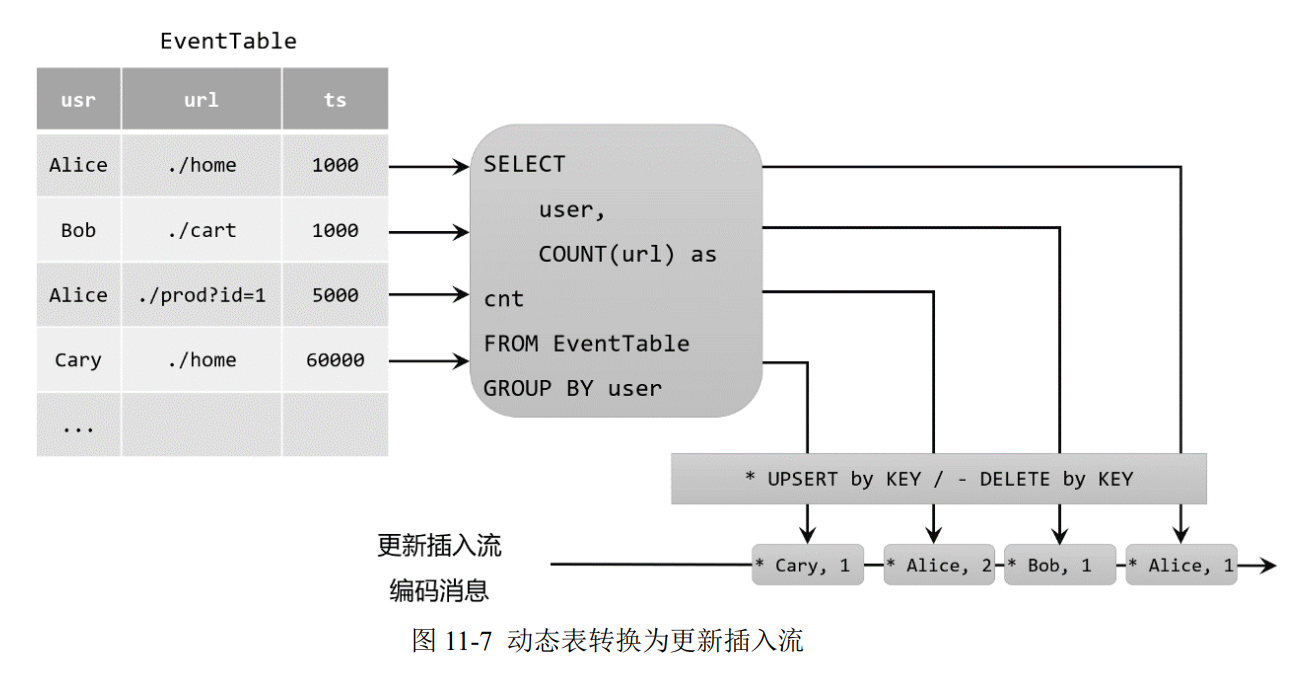 EventTable
usr url ts
Alice ./home 1000
Bob ./cart 1000
Alice ./prod?id=1 5000
Cary ./home 60000
...
SELECT
user,
COUNT(url) as
cnt
FROM EventTable
GROUP BY user
* UPSERT by KEY / - DELETE by KEY
更新插入流
编码消息
* Cary, 1 * Alice, 2 * Bob, 1 * Alice, 1
图 11-7 动态表转换为更新插入流